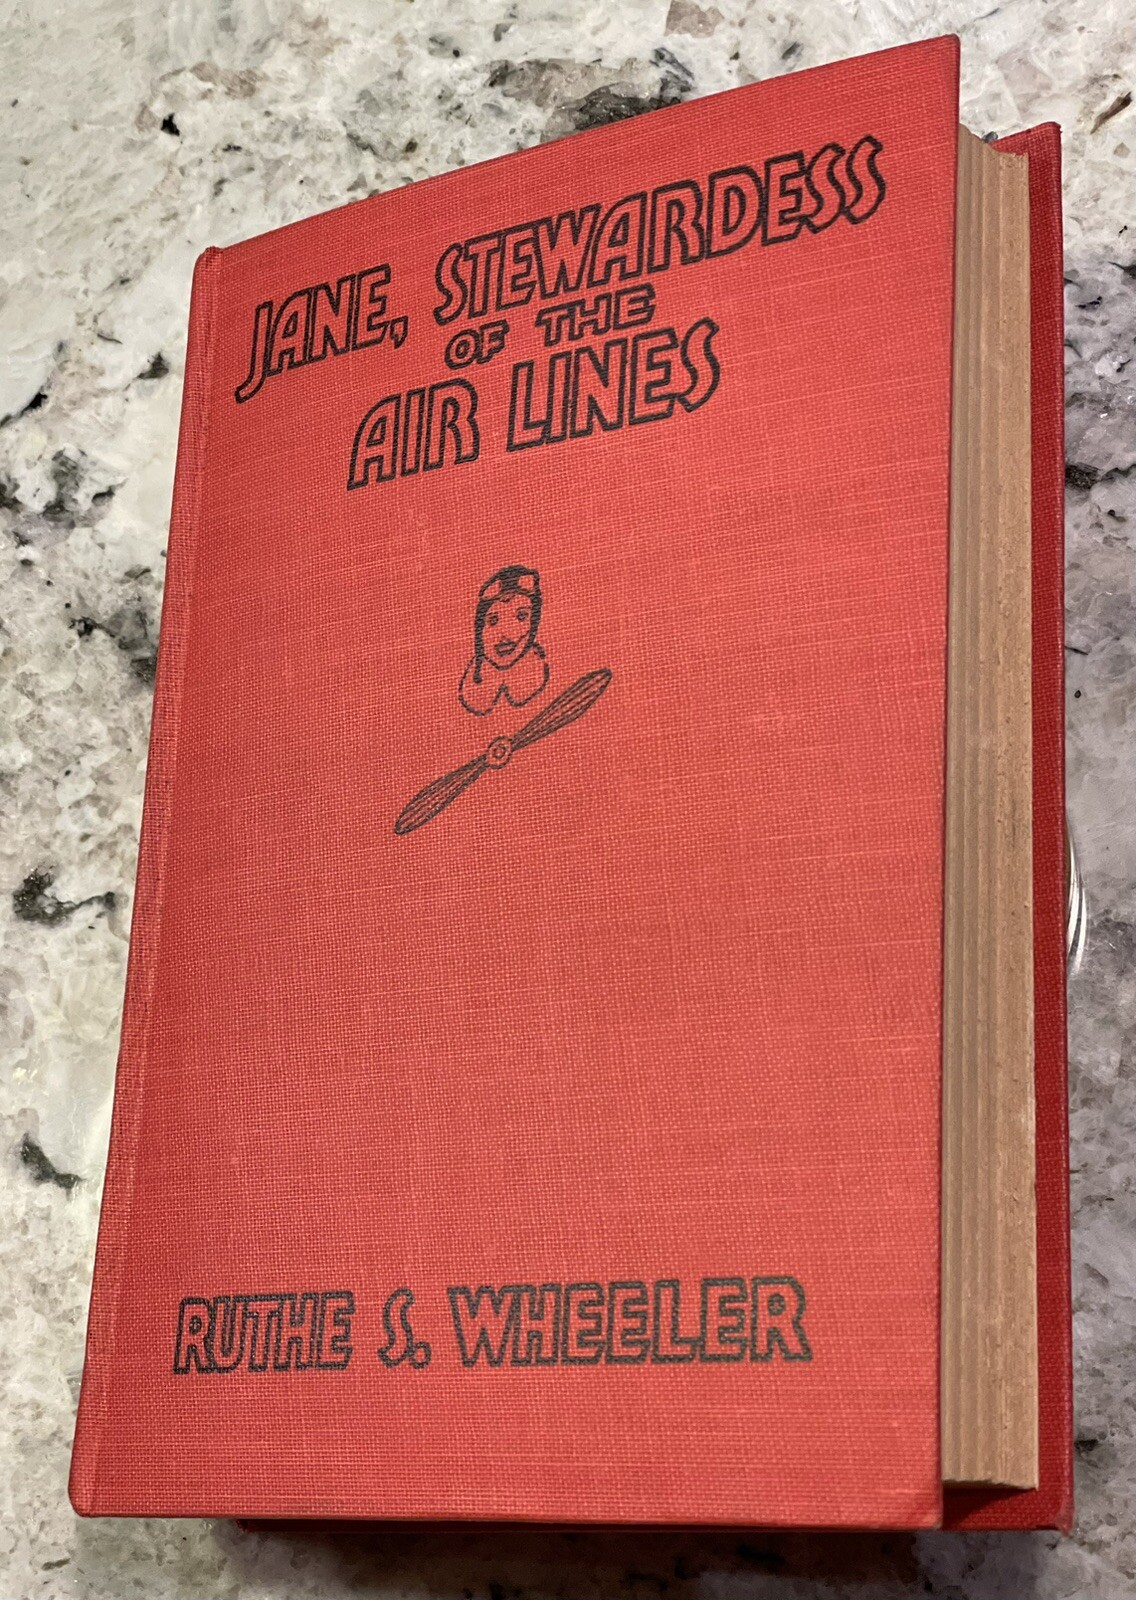 JANE, STEWARDESS
OF THE
AIR LINES
RUTHE S. WHEELER